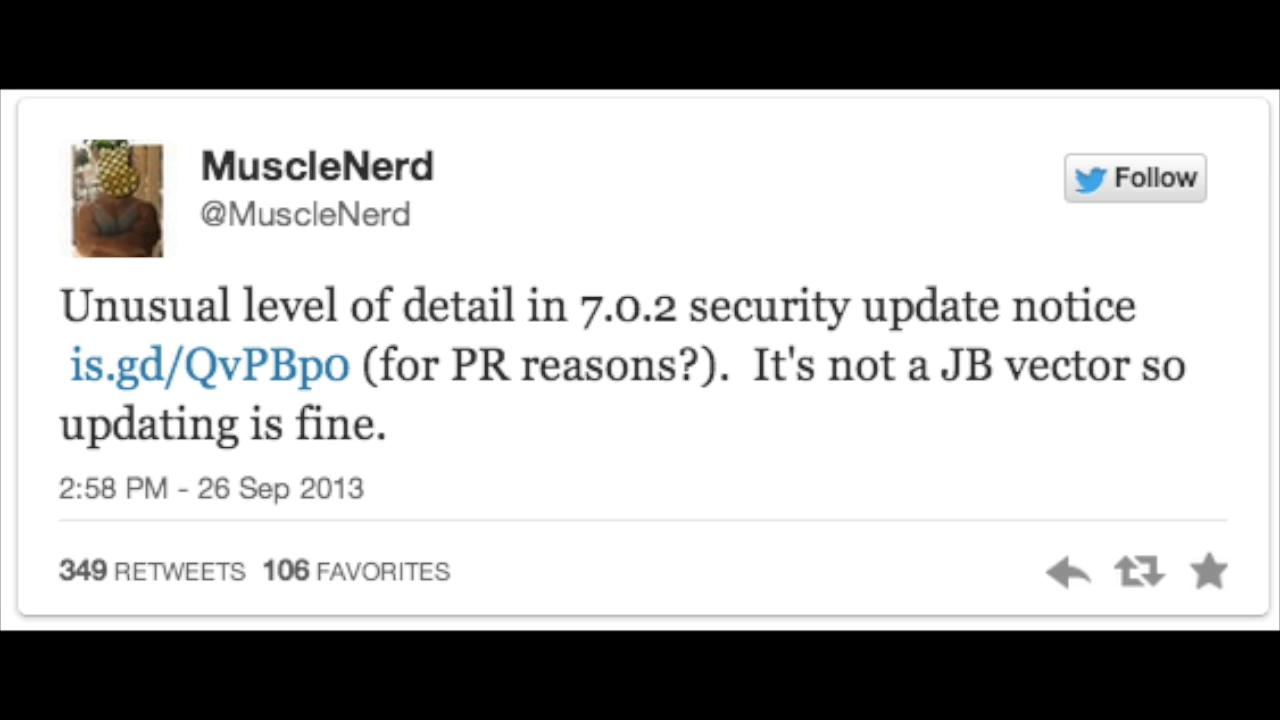 MuscleNerd
@MuscleNerd
Follow
Unusual level of detail in 7.0.2 security update notice
is.gd/QvPBp0 (for PR reasons?).  It's not a JB vector so
updating is fine.
2:58 PM - 26 Sep 2013
349 RETWEETS 106 FAVORITES